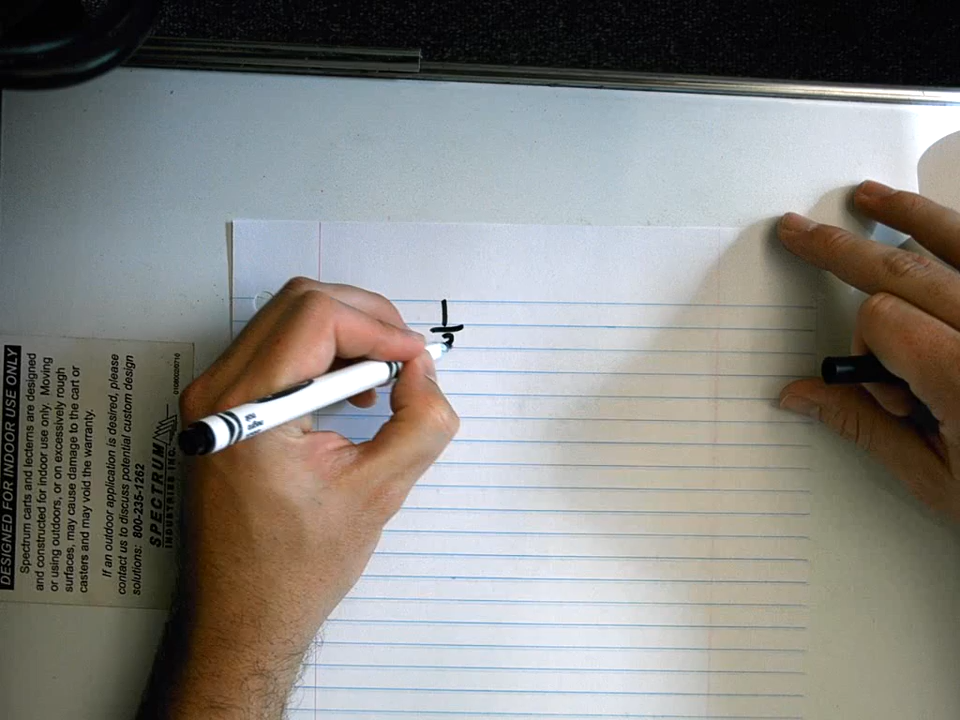 DESIGNED FOR INDOOR USE ONLY
Spectrum carts and lecterns are designed
and constructed for indoor use only. Moving
or using outdoors, or on excessively rough
surfaces, may cause damage to the cart or
casters and may void the warranty.
If an outdoor application is desired, please
contact us to discuss potential custom design
solutions: 800-235-1262
SPECTRUM
INDUSTRIES INC.
1